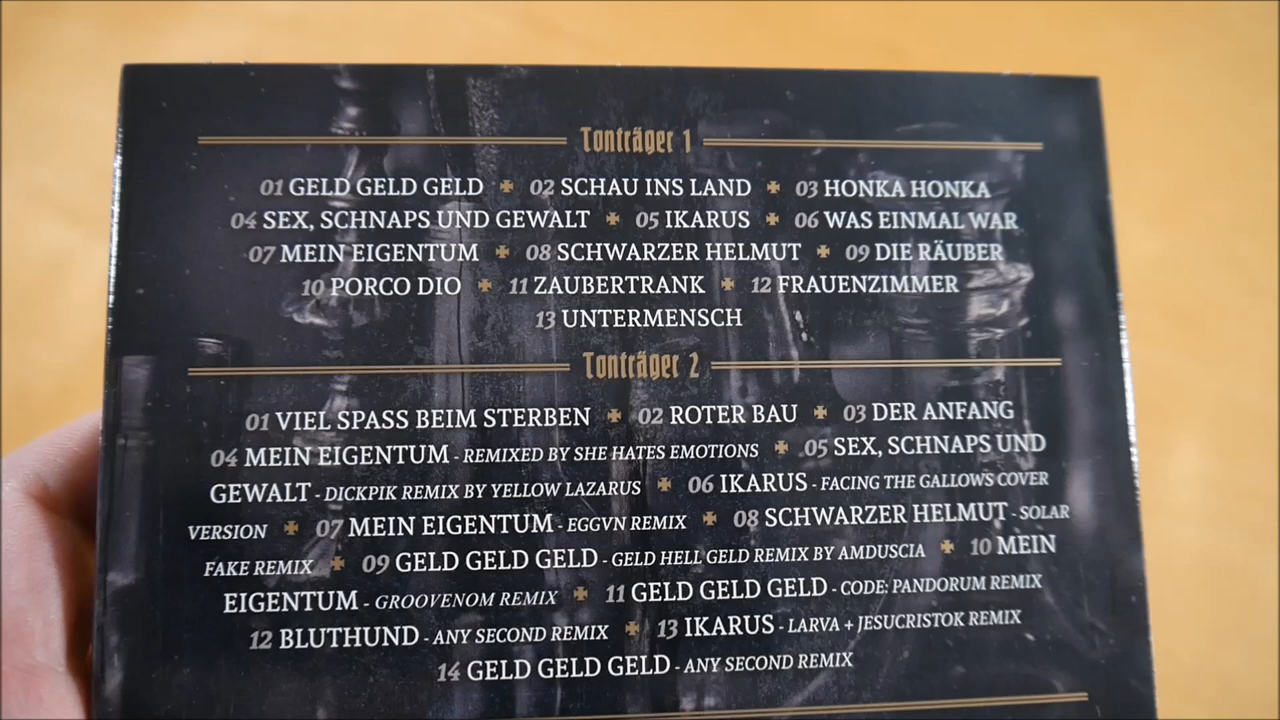 Tonträger 1
01 GELD GELD GELD ✠ 02 SCHAU INS LAND ✠ 03 HONKA HONKA
04 SEX, SCHNAPS UND GEWALT ✠ 05 IKARUS ✠ 06 WAS EINMAL WAR
07 MEIN EIGENTUM ✠ 08 SCHWARZER HELMUT ✠ 09 DIE RÄUBER
10 PORCO DIO ✠ 11 ZAUBERTRANK ✠ 12 FRAUENZIMMER
13 UNTERMENSCH
Tonträger 2
01 VIEL SPASS BEIM STERBEN ✠ 02 ROTER BAU ✠ 03 DER ANFANG
04 MEIN EIGENTUM - REMIXED BY SHE HATES EMOTIONS ✠ 05 SEX, SCHNAPS UND
GEWALT - DICKPIK REMIX BY YELLOW LAZARUS ✠ 06 IKARUS - FACING THE GALLOWS COVER
VERSION ✠ 07 MEIN EIGENTUM - EGGVN REMIX ✠ 08 SCHWARZER HELMUT - SOLAR
FAKE REMIX ✠ 09 GELD GELD GELD - GELD HELL GELD REMIX BY AMDUSCIA ✠ 10 MEIN
EIGENTUM - GROOVENOM REMIX ✠ 11 GELD GELD GELD - CODE: PANDORUM REMIX
12 BLUTHUND - ANY SECOND REMIX ✠ 13 IKARUS - LARVA + JESUCRISTOK REMIX
14 GELD GELD GELD - ANY SECOND REMIX